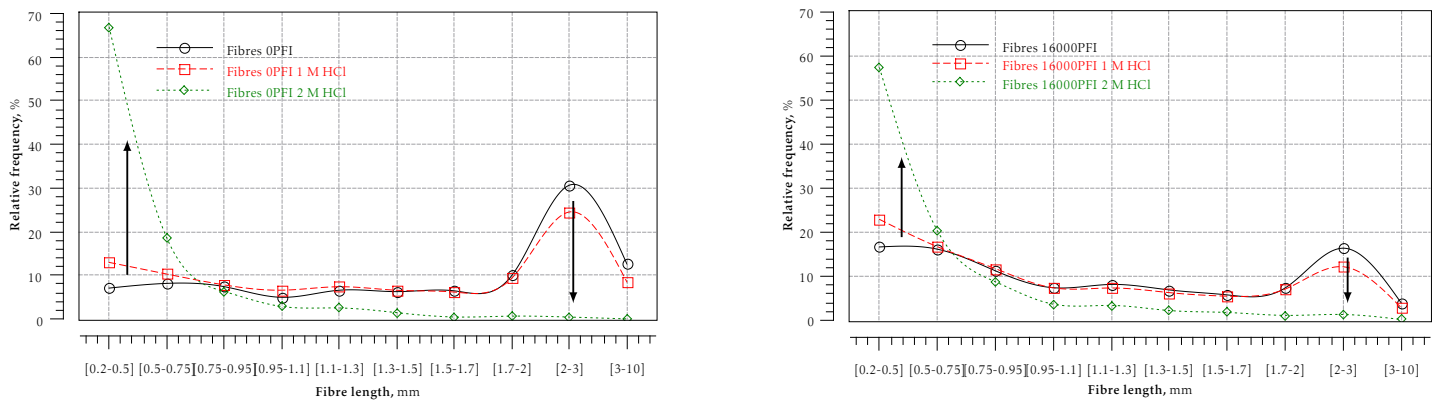 70
60
50
40
30
20
10
0
Relative frequency, %
Fibres 0PFI
Fibres 0PFI 1 M HCl
Fibres 0PFI 2 M HCl
[0.2-0.5] [0.5-0.75] [0.75-0.95] [0.95-1.1] [1.1-1.3] [1.3-1.5] [1.5-1.7] [1.7-2] [2-3] [3-10]
Fibre length, mm
70
60
50
40
30
20
10
0
Relative frequency, %
Fibres 16000PFI
Fibres 16000PFI 1 M HCl
Fibres 16000PFI 2 M HCl
[0.2-0.5] [0.5-0.75] [0.75-0.95] [0.95-1.1] [1.1-1.3] [1.3-1.5] [1.5-1.7] [1.7-2] [2-3] [3-10]
Fibre length, mm